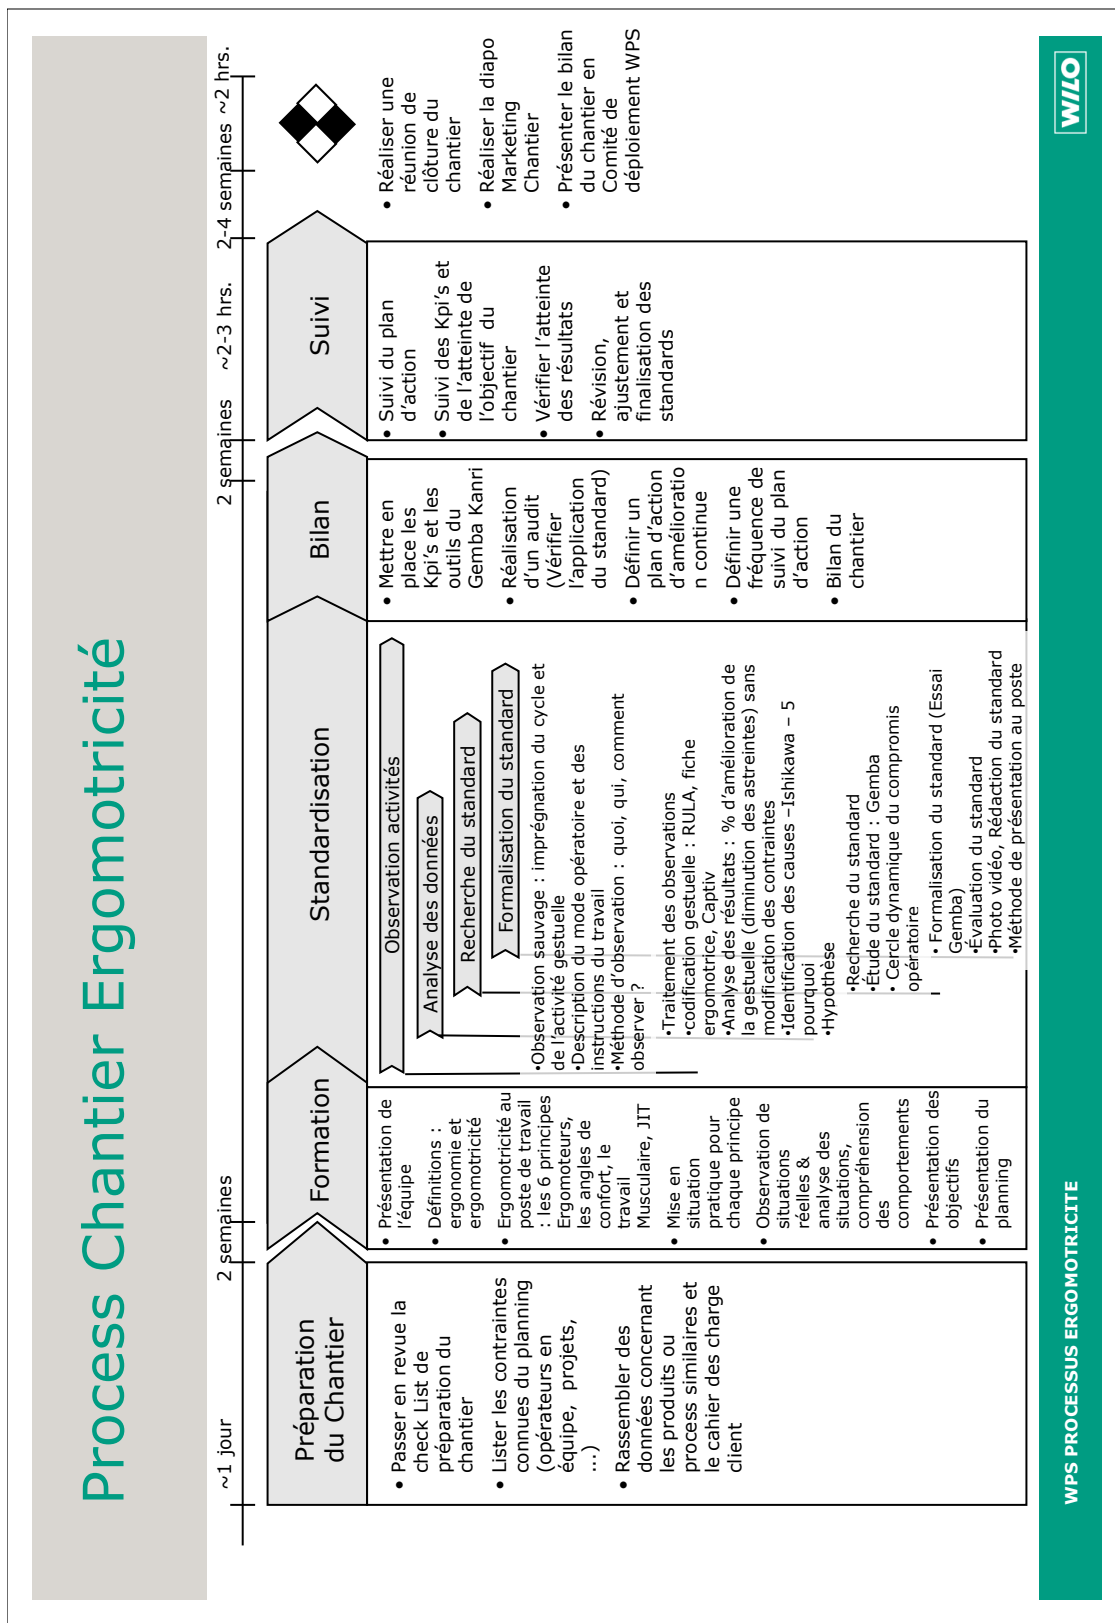 Process Chantier Ergomotricité
~1 jour
2 semaines
2 semaines
~2-3 hrs.
2-4 semaines
~2 hrs.
Préparation
du Chantier
Formation
Standardisation
Bilan
Suivi
• Passer en revue la
check List de
préparation du
chantier
• Lister les contraintes
connues du planning
(opérateurs en
équipe, projets,
…)
• Rassembler des
données concernant
les produits ou
process similaires et
le cahier des charge
client
• Présentation de
l’équipe
• Définitions :
ergonomie et
ergomotricité
• Ergomotricité au
poste de travail
: les 6 principes
Ergomoteurs,
les angles de
confort, le
travail
Musculaire, JIT
• Mise en
situation
pratique pour
chaque principe
• Observation de
situations
réelles &
analyse des
situations,
compréhension
des
comportements
• Présentation des
objectifs
• Présentation du
planning
Observation activités
Analyse des données
Recherche du standard
Formalisation du standard
•Observation sauvage : imprégnation du cycle et
de l’activité gestuelle
•Description du mode opératoire et des
instructions du travail
•Méthode d’observation : quoi, qui, comment
observer ?
•Traitement des observations
•codification gestuelle : RULA, fiche
ergomotrice, Captiv
•Analyse des résultats : % d’amélioration de
la gestuelle (diminution des astreintes) sans
modification des contraintes
•Identification des causes –Ishikawa – 5
pourquoi
•Hypothèse
•Recherche du standard
•Étude du standard : Gemba
• Cercle dynamique du compromis
opératoire
• Formalisation du standard (Essai
Gemba)
•Évaluation du standard
•Photo vidéo, Rédaction du standard
•Méthode de présentation au poste
• Mettre en
place les
Kpi’s et les
outils du
Gemba Kanri
• Réalisation
d’un audit
(Vérifier
l’application
du standard)
• Définir un
plan d’action
d’amélioratio
n continue
• Définir une
fréquence de
suivi du plan
d’action
• Bilan du
chantier
• Suivi du plan
d’action
• Suivi des Kpi’s et
de l’atteinte de
l’objectif du
chantier
• Vérifier l’atteinte
des résultats
• Révision,
ajustement et
finalisation des
standards
• Réaliser une
réunion de
clôture du
chantier
• Réaliser la diapo
Marketing
Chantier
• Présenter le bilan
du chantier en
Comité de
déploiement WPS
WPS PROCESSUS ERGOMOTRICITE
WILO